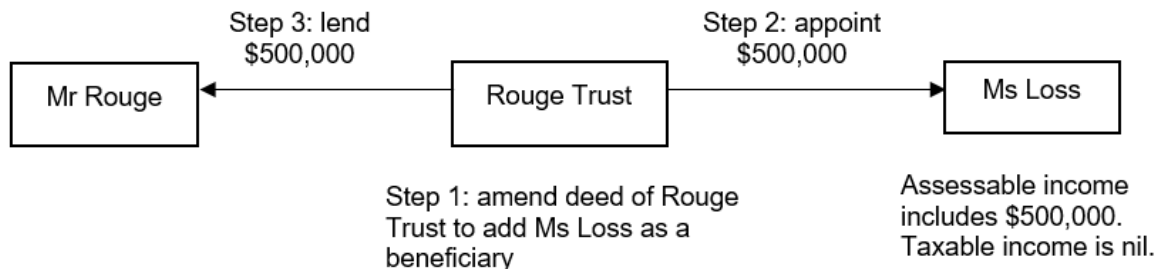 Step 3: lend
$500,000
Step 2: appoint
$500,000
Mr Rouge
Rouge Trust
Ms Loss
Step 1: amend deed of Rouge
Trust to add Ms Loss as a
beneficiary
Assessable income
includes $500,000.
Taxable income is nil.